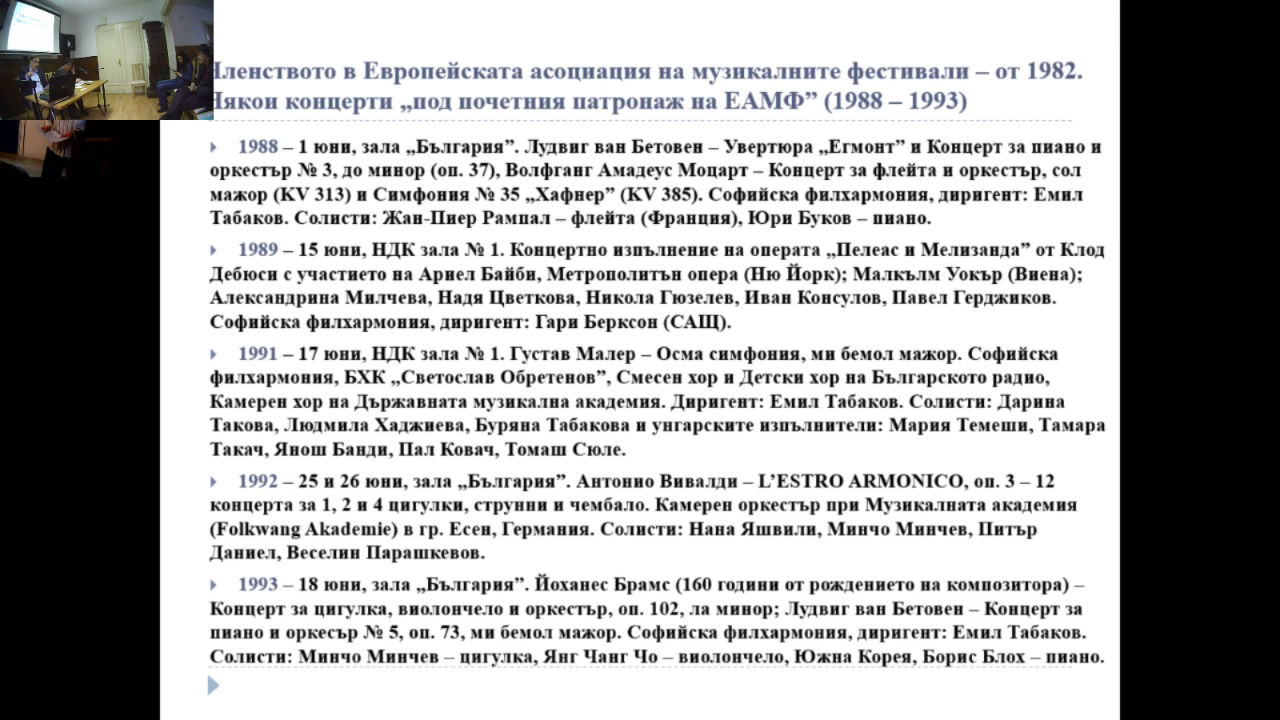 Членството в Европейската асоциация на музикалните фестивали – от 1982.
Някои концерти „под почетния патронаж на ЕАМФ” (1988 – 1993)
1988 – 1 юни, зала „България”. Лудвиг ван Бетовен – Увертюра „Егмонт” и Концерт за пиано и
оркестър № 3, до минор (оп. 37), Волфганг Амадеус Моцарт – Концерт за флейта и оркестър, сол
мажор (KV 313) и Симфония № 35 „Хафнер” (KV 385). Софийска филхармония, диригент: Емил
Табаков. Солисти: Жан-Пиер Рампал – флейта (Франция), Юри Буков – пиано.
1989 – 15 юни, НДК зала № 1. Концертно изпълнение на операта „Пелеас и Мелизанда” от Клод
Дебюси с участието на Ариел Байби, Метрополитън опера (Ню Йорк); Малкълм Уокър (Виена);
Александрина Милчева, Надя Цветкова, Никола Гюзелев, Иван Консулов, Павел Герджиков.
Софийска филхармония, диригент: Гари Берксон (САЩ).
1991 – 17 юни, НДК зала № 1. Густав Малер – Осма симфония, ми бемол мажор. Софийска
филхармония, БХК „Светослав Обретенов”, Смесен хор и Детски хор на Българското радио,
Камерен хор на Държавната музикална академия. Диригент: Емил Табаков. Солисти: Дарина
Такова, Людмила Хаджиева, Буряна Табакова и унгарските изпълнители: Мария Темеши, Тамара
Такач, Янош Банди, Пал Ковач, Томаш Сюле.
1992 – 25 и 26 юни, зала „България”. Антонио Вивалди – L’ESTRO ARMONICO, оп. 3 – 12
концерта за 1, 2 и 4 цигулки, струнни и чембало. Камерен оркестър при Музикалната академия
(Folkwang Akademie) в гр. Есен, Германия. Солисти: Нана Яшвили, Минчо Минчев, Питър
Даниел, Веселин Парашкевов.
1993 – 18 юни, зала „България”. Йоханес Брамс (160 години от рождението на композитора) –
Концерт за цигулка, виолончело и оркестър, оп. 102, ла минор; Лудвиг ван Бетовен – Концерт за
пиано и оркесър № 5, оп. 73, ми бемол мажор. Софийска филхармония, диригент: Емил Табаков.
Солисти: Минчо Минчев – цигулка, Янг Чанг Чо – виолончело, Южна Корея, Борис Блох – пиано.